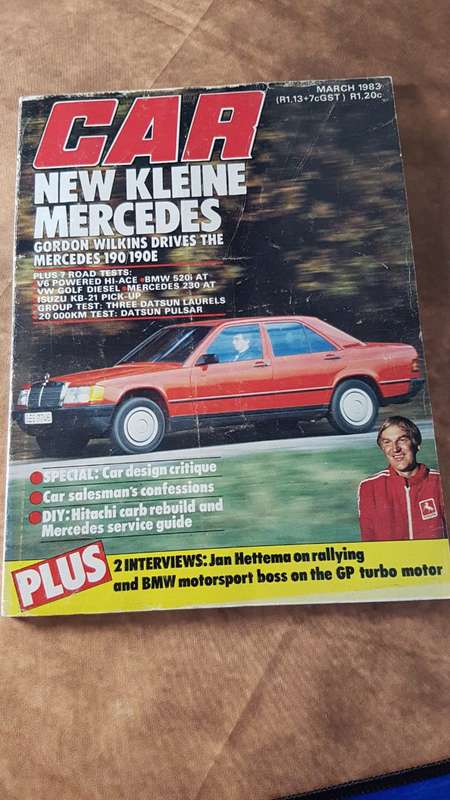 MARCH 1983
(R1,13+7cGST) R1,20c
CAR
NEW KLEINE
MERCEDES
GORDON WILKINS DRIVES THE
MERCEDES 190 190E
PLUS 7 ROAD TESTS:
V6 POWERED HI-ACE • BMW 520i AT
VW GOLF DIESEL • MERCEDES 230 AT
ISUZU KB-21 PICK-UP
GROUP TEST: THREE DATSUN LAURELS
20 000KM TEST: DATSUN PULSAR
SPECIAL: Car design critique
Car salesman's confessions
DIY: Hitachi carb rebuild and
Mercedes service guide
PLUS
2 INTERVIEWS: Jan Hettema on rallying
and BMW motorsport boss on the GP turbo motor